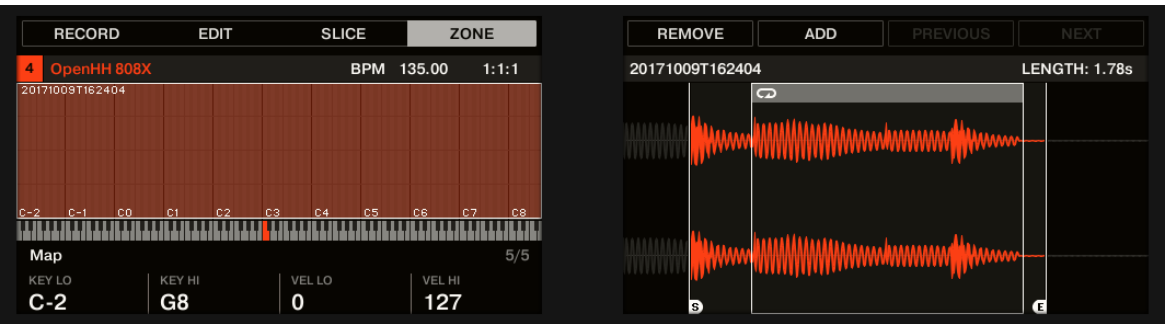 RECORD EDIT SLICE ZONE
4 OpenHH 808X BPM 135.00 1:1:1
20171009T162404
C-2 C-1 C0 C1 C2 C3 C4 C5 C6 C7 C8
Map 5/5
KEY LO KEY HI VEL LO VEL HI
C-2 G8 0 127
REMOVE ADD PREVIOUS NEXT
20171009T162404 LENGTH: 1.78s
S E